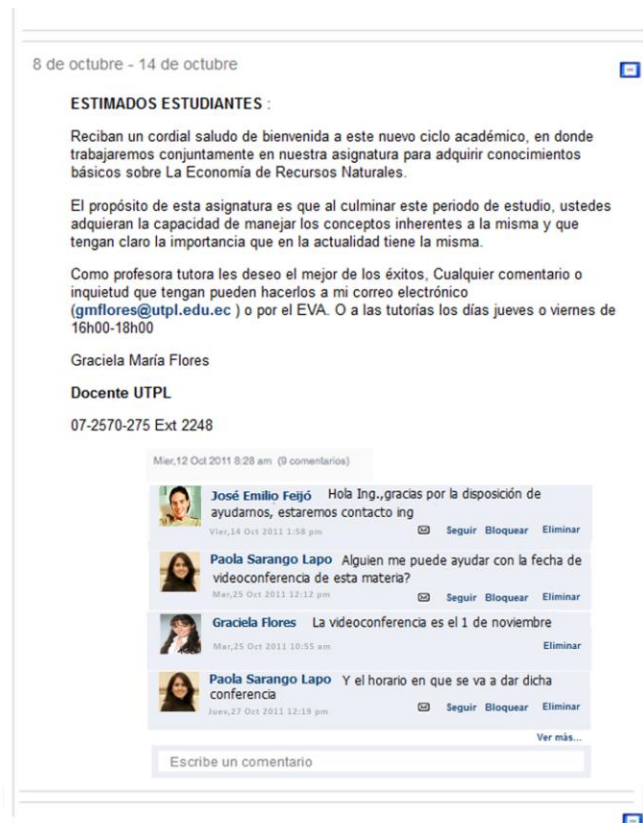 8 de octubre - 14 de octubre
ESTIMADOS ESTUDIANTES :
Reciban un cordial saludo de bienvenida a este nuevo ciclo académico, en donde
trabajaremos conjuntamente en nuestra asignatura para adquirir conocimientos
básicos sobre La Economía de Recursos Naturales.
El propósito de esta asignatura es que al culminar este periodo de estudio, ustedes
adquieran la capacidad de manejar los conceptos inherentes a la misma y que
tengan claro la importancia que en la actualidad tiene la misma.
Como profesora tutora les deseo el mejor de los éxitos, Cualquier comentario o
inquietud que tengan pueden hacerlos a mi correo electrónico
(gmflores@utpl.edu.ec ) o por el EVA. O a las tutorías los días jueves o viernes de
16h00-18h00
Graciela María Flores
Docente UTPL
07-2570-275 Ext 2248
Mier,12 Oct 2011 8:28 am (9 comentarios)
José Emilio Feijó Hola Ing.,gracias por la disposición de
ayudarnos, estaremos contacto ing
Vier,14 Oct 2011 1:58 pm Seguir Bloquear Eliminar
Paola Sarango Lapo Alguien me puede ayudar con la fecha de
videoconferencia de esta materia?
Mar,25 Oct 2011 12:12 pm Seguir Bloquear Eliminar
Graciela Flores La videoconferencia es el 1 de noviembre
Mar,25 Oct 2011 10:55 am Eliminar
Paola Sarango Lapo Y el horario en que se va a dar dicha
conferencia
Juev,27 Oct 2011 12:19 pm Seguir Bloquear Eliminar
Ver más...
Escribe un comentario